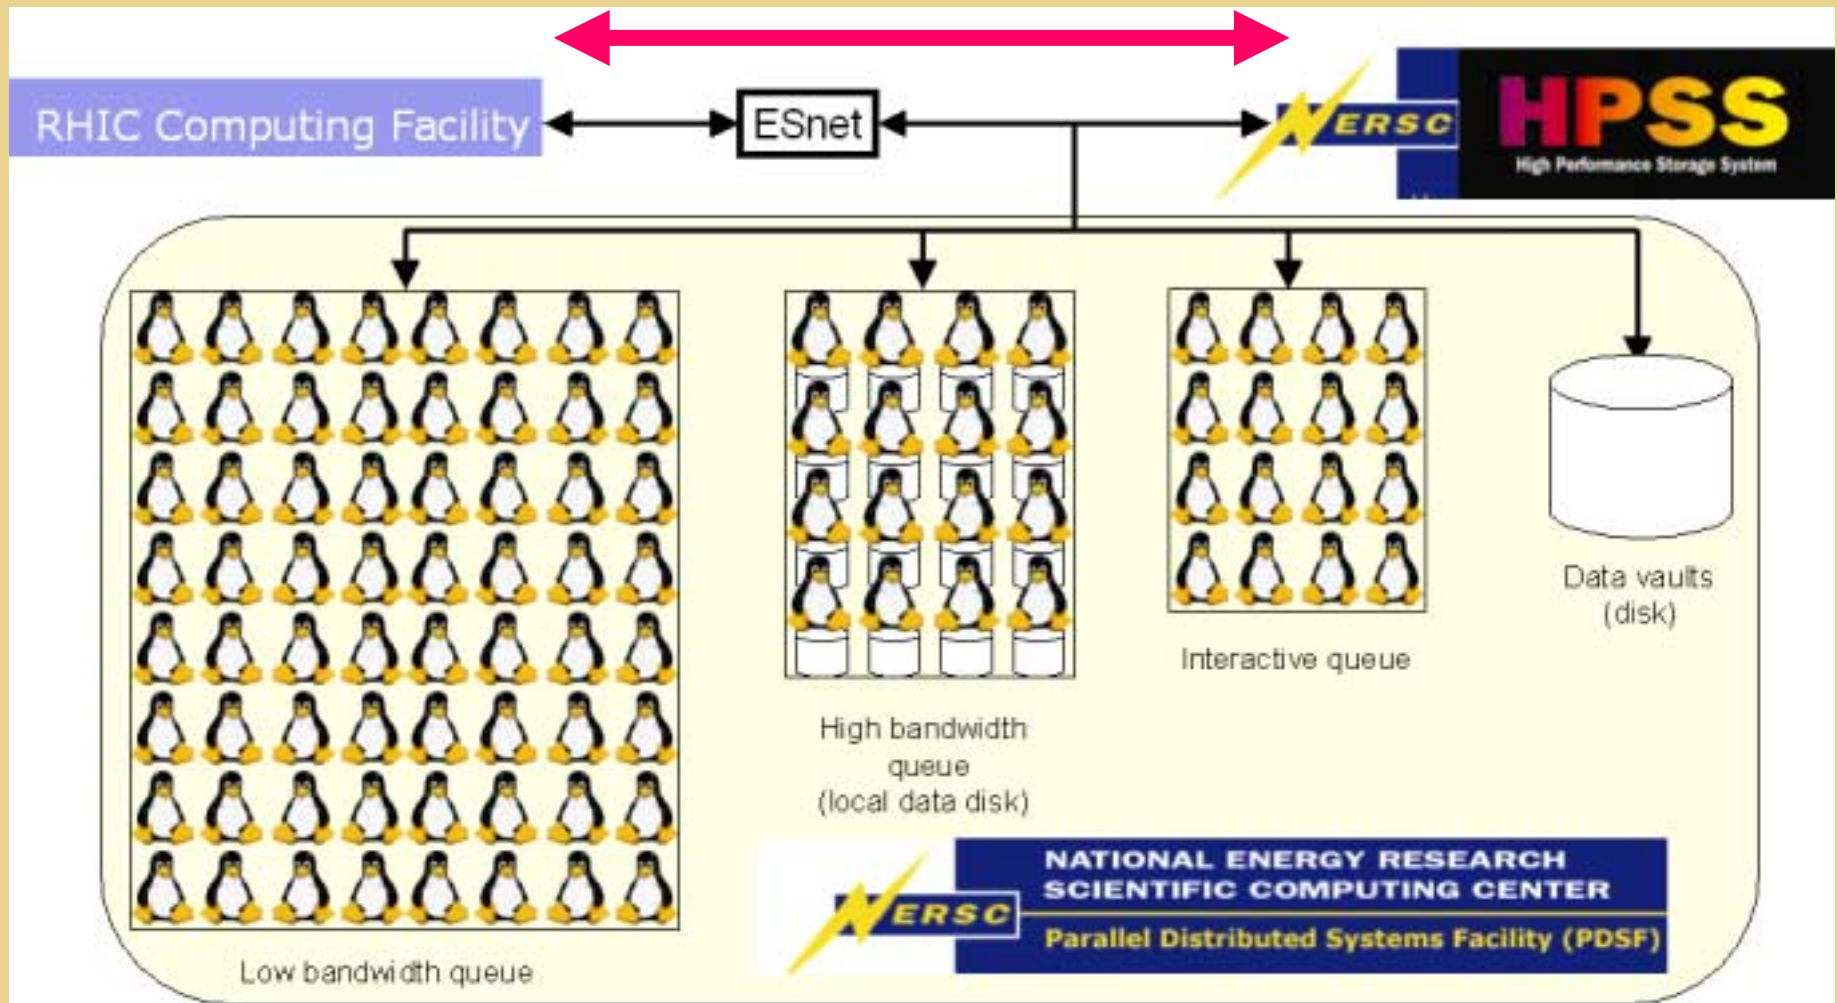 RHIC Computing Facility
ESnet
NERSC
HPSS
High Performance Storage System
Low bandwidth queue
High bandwidth
queue
(local data disk)
Interactive queue
Data vaults
(disk)
NERSC
NATIONAL ENERGY RESEARCH
SCIENTIFIC COMPUTING CENTER
Parallel Distributed Systems Facility (PDSF)